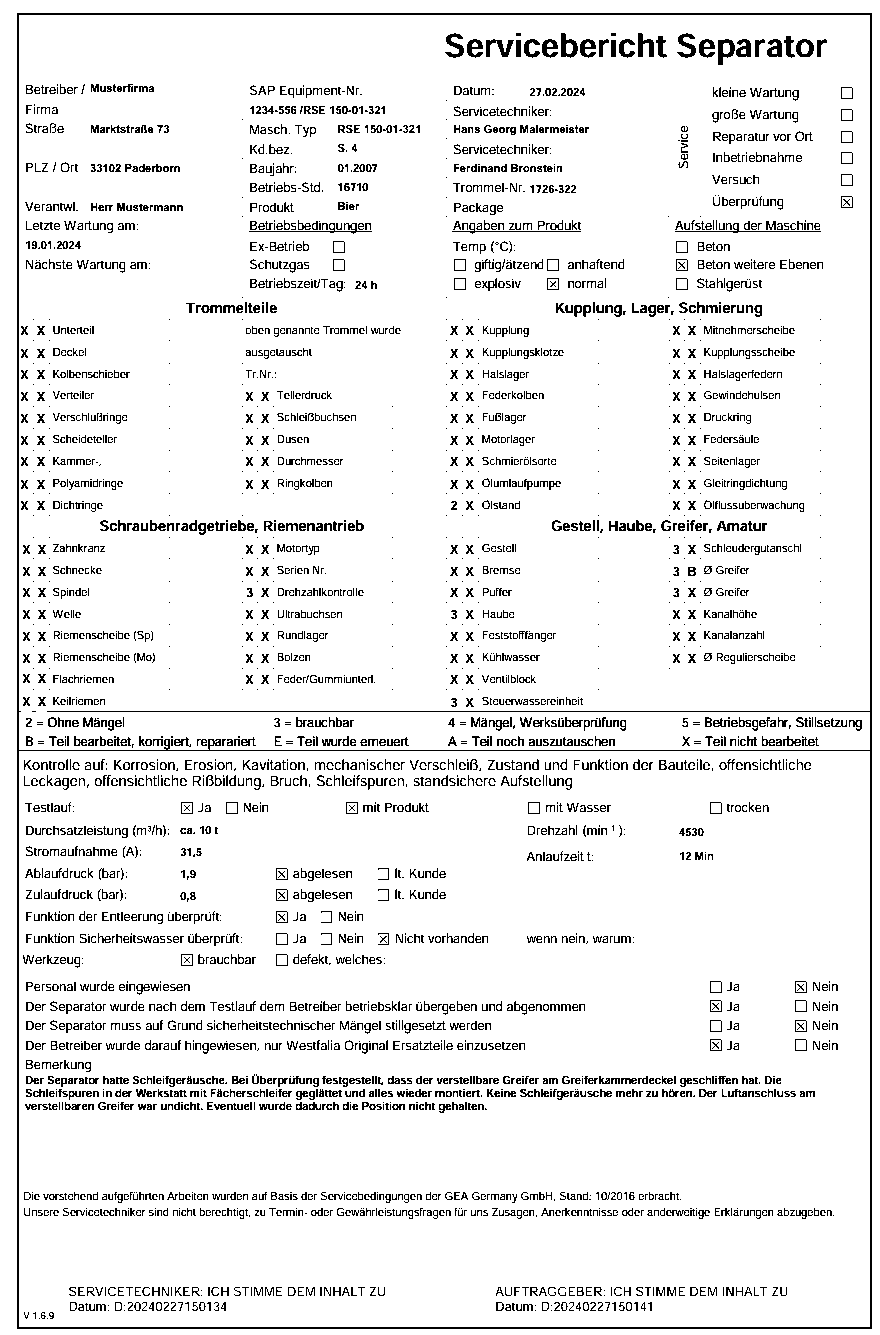 Servicebericht Separator
Betreiber / Musterfirma
Firma
Straße Marktstraße 73
PLZ / Ort 33102 Paderborn
Verantwl. Herr Mustermann
Letzte Wartung am:
19.01.2024
Nächste Wartung am:
SAP Equipment-Nr.
1234-556 /RSE 150-01-321
Masch. Typ RSE 150-01-321
Kd.bez. S. 4
Baujahr: 01.2007
Betriebs-Std. 16710
Produkt Bier
Betriebsbedingungen
Ex-Betrieb ☐
Schutzgas ☐
Betriebszeit/Tag: 24 h
Datum: 27.02.2024
Servicetechniker:
Hans Georg Malermeister
Servicetechniker:
Ferdinand Bronstein
Trommel-Nr. 1726-322
Package
Angaben zum Produkt
Temp (°C):
☐ giftig/ätzend ☐ anhaftend
☐ explosiv ☒ normal
Service
kleine Wartung ☐
große Wartung ☐
Reparatur vor Ort ☐
Inbetriebnahme ☐
Versuch ☐
Überprüfung ☒
Aufstellung der Maschine
☐ Beton
☒ Beton weitere Ebenen
☐ Stahlgerüst
Trommelteile
X X Unterteil
X X Deckel
X X Kolbenschieber
X X Verteiler
X X Verschlußringe
X X Scheideteller
X X Kammer-,
X X Polyamidringe
X X Dichtringe
oben genannte Trommel wurde
ausgetauscht
Tr.Nr.:
X X Tellerdruck
X X Schleißbuchsen
X X Düsen
X X Durchmesser
X X Ringkolben
Kupplung, Lager, Schmierung
X X Kupplung
X X Kupplungsklötze
X X Halslager
X X Federkolben
X X Fußlager
X X Motorlager
X X Schmierölsorte
X X Ölumlaufpumpe
2 X Ölstand
X X Mitnehmerscheibe
X X Kupplungsscheibe
X X Halslagerfedern
X X Gewindehülsen
X X Druckring
X X Federsäule
X X Seitenlager
X X Gleitringdichtung
X X Ölflussüberwachung
Schraubenradgetriebe, Riemenantrieb
X X Zahnkranz
X X Schnecke
X X Spindel
X X Welle
X X Riemenscheibe (Sp)
X X Riemenscheibe (Mo)
X X Flachriemen
X X Keilriemen
X X Motortyp
X X Serien Nr.
3 X Drehzahlkontrolle
X X Ultrabuchsen
X X Rundlager
X X Bolzen
X X Feder/Gummiunterl.
Gestell, Haube, Greifer, Amatur
X X Gestell
X X Bremse
X X Puffer
3 X Haube
X X Feststofffänger
X X Kühlwasser
X X Ventilblock
3 X Steuerwassereinheit
3 X Schleudergutanschl
3 B Ø Greifer
3 X Ø Greifer
X X Kanalhöhe
X X Kanalanzahl
X X Ø Regulierscheibe
2 = Ohne Mängel 3 = brauchbar 4 = Mängel, Werksüberprüfung 5 = Betriebsgefahr, Stillsetzung
B = Teil bearbeitet, korrigiert, reparariert E = Teil wurde erneuert A = Teil noch auszutauschen X = Teil nicht bearbeitet
Kontrolle auf: Korrosion, Erosion, Kavitation, mechanischer Verschleiß, Zustand und Funktion der Bauteile, offensichtliche
Leckagen, offensichtliche Rißbildung, Bruch, Schleifspuren, standsichere Aufstellung
Testlauf: ☒ Ja ☐ Nein ☒ mit Produkt ☐ mit Wasser ☐ trocken
Durchsatzleistung (m³/h): ca. 10 t Drehzahl (min ¹ ): 4530
Stromaufnahme (A): 31,5 Anlaufzeit t: 12 Min
Ablaufdruck (bar): 1,9 ☒ abgelesen ☐ lt. Kunde
Zulaufdruck (bar): 0,8 ☒ abgelesen ☐ lt. Kunde
Funktion der Entleerung überprüft: ☒ Ja ☐ Nein
Funktion Sicherheitswasser überprüft: ☐ Ja ☐ Nein ☒ Nicht vorhanden wenn nein, warum:
Werkzeug: ☒ brauchbar ☐ defekt, welches:
Personal wurde eingewiesen ☐ Ja ☒ Nein
Der Separator wurde nach dem Testlauf dem Betreiber betriebsklar übergeben und abgenommen ☒ Ja ☐ Nein
Der Separator muss auf Grund sicherheitstechnischer Mängel stillgesetzt werden ☐ Ja ☒ Nein
Der Betreiber wurde darauf hingewiesen, nur Westfalia Original Ersatzteile einzusetzen ☒ Ja ☐ Nein
Bemerkung
Der Separator hatte Schleifgeräusche. Bei Überprüfung festgestellt, dass der verstellbare Greifer am Greiferkammerdeckel geschliffen hat. Die
Schleifspuren in der Werkstatt mit Fächerschleifer geglättet und alles wieder montiert. Keine Schleifgeräusche mehr zu hören. Der Luftanschluss am
verstellbaren Greifer war undicht. Eventuell wurde dadurch die Position nicht gehalten.
Die vorstehend aufgeführten Arbeiten wurden auf Basis der Servicebedingungen der GEA Germany GmbH, Stand: 10/2016 erbracht.
Unsere Servicetechniker sind nicht berechtigt, zu Termin- oder Gewährleistungsfragen für uns Zusagen, Anerkenntnisse oder anderweitige Erklärungen abzugeben.
SERVICETECHNIKER: ICH STIMME DEM INHALT ZU
Datum: D:20240227150134
AUFTRAGGEBER: ICH STIMME DEM INHALT ZU
Datum: D:20240227150141
V 1.6.9